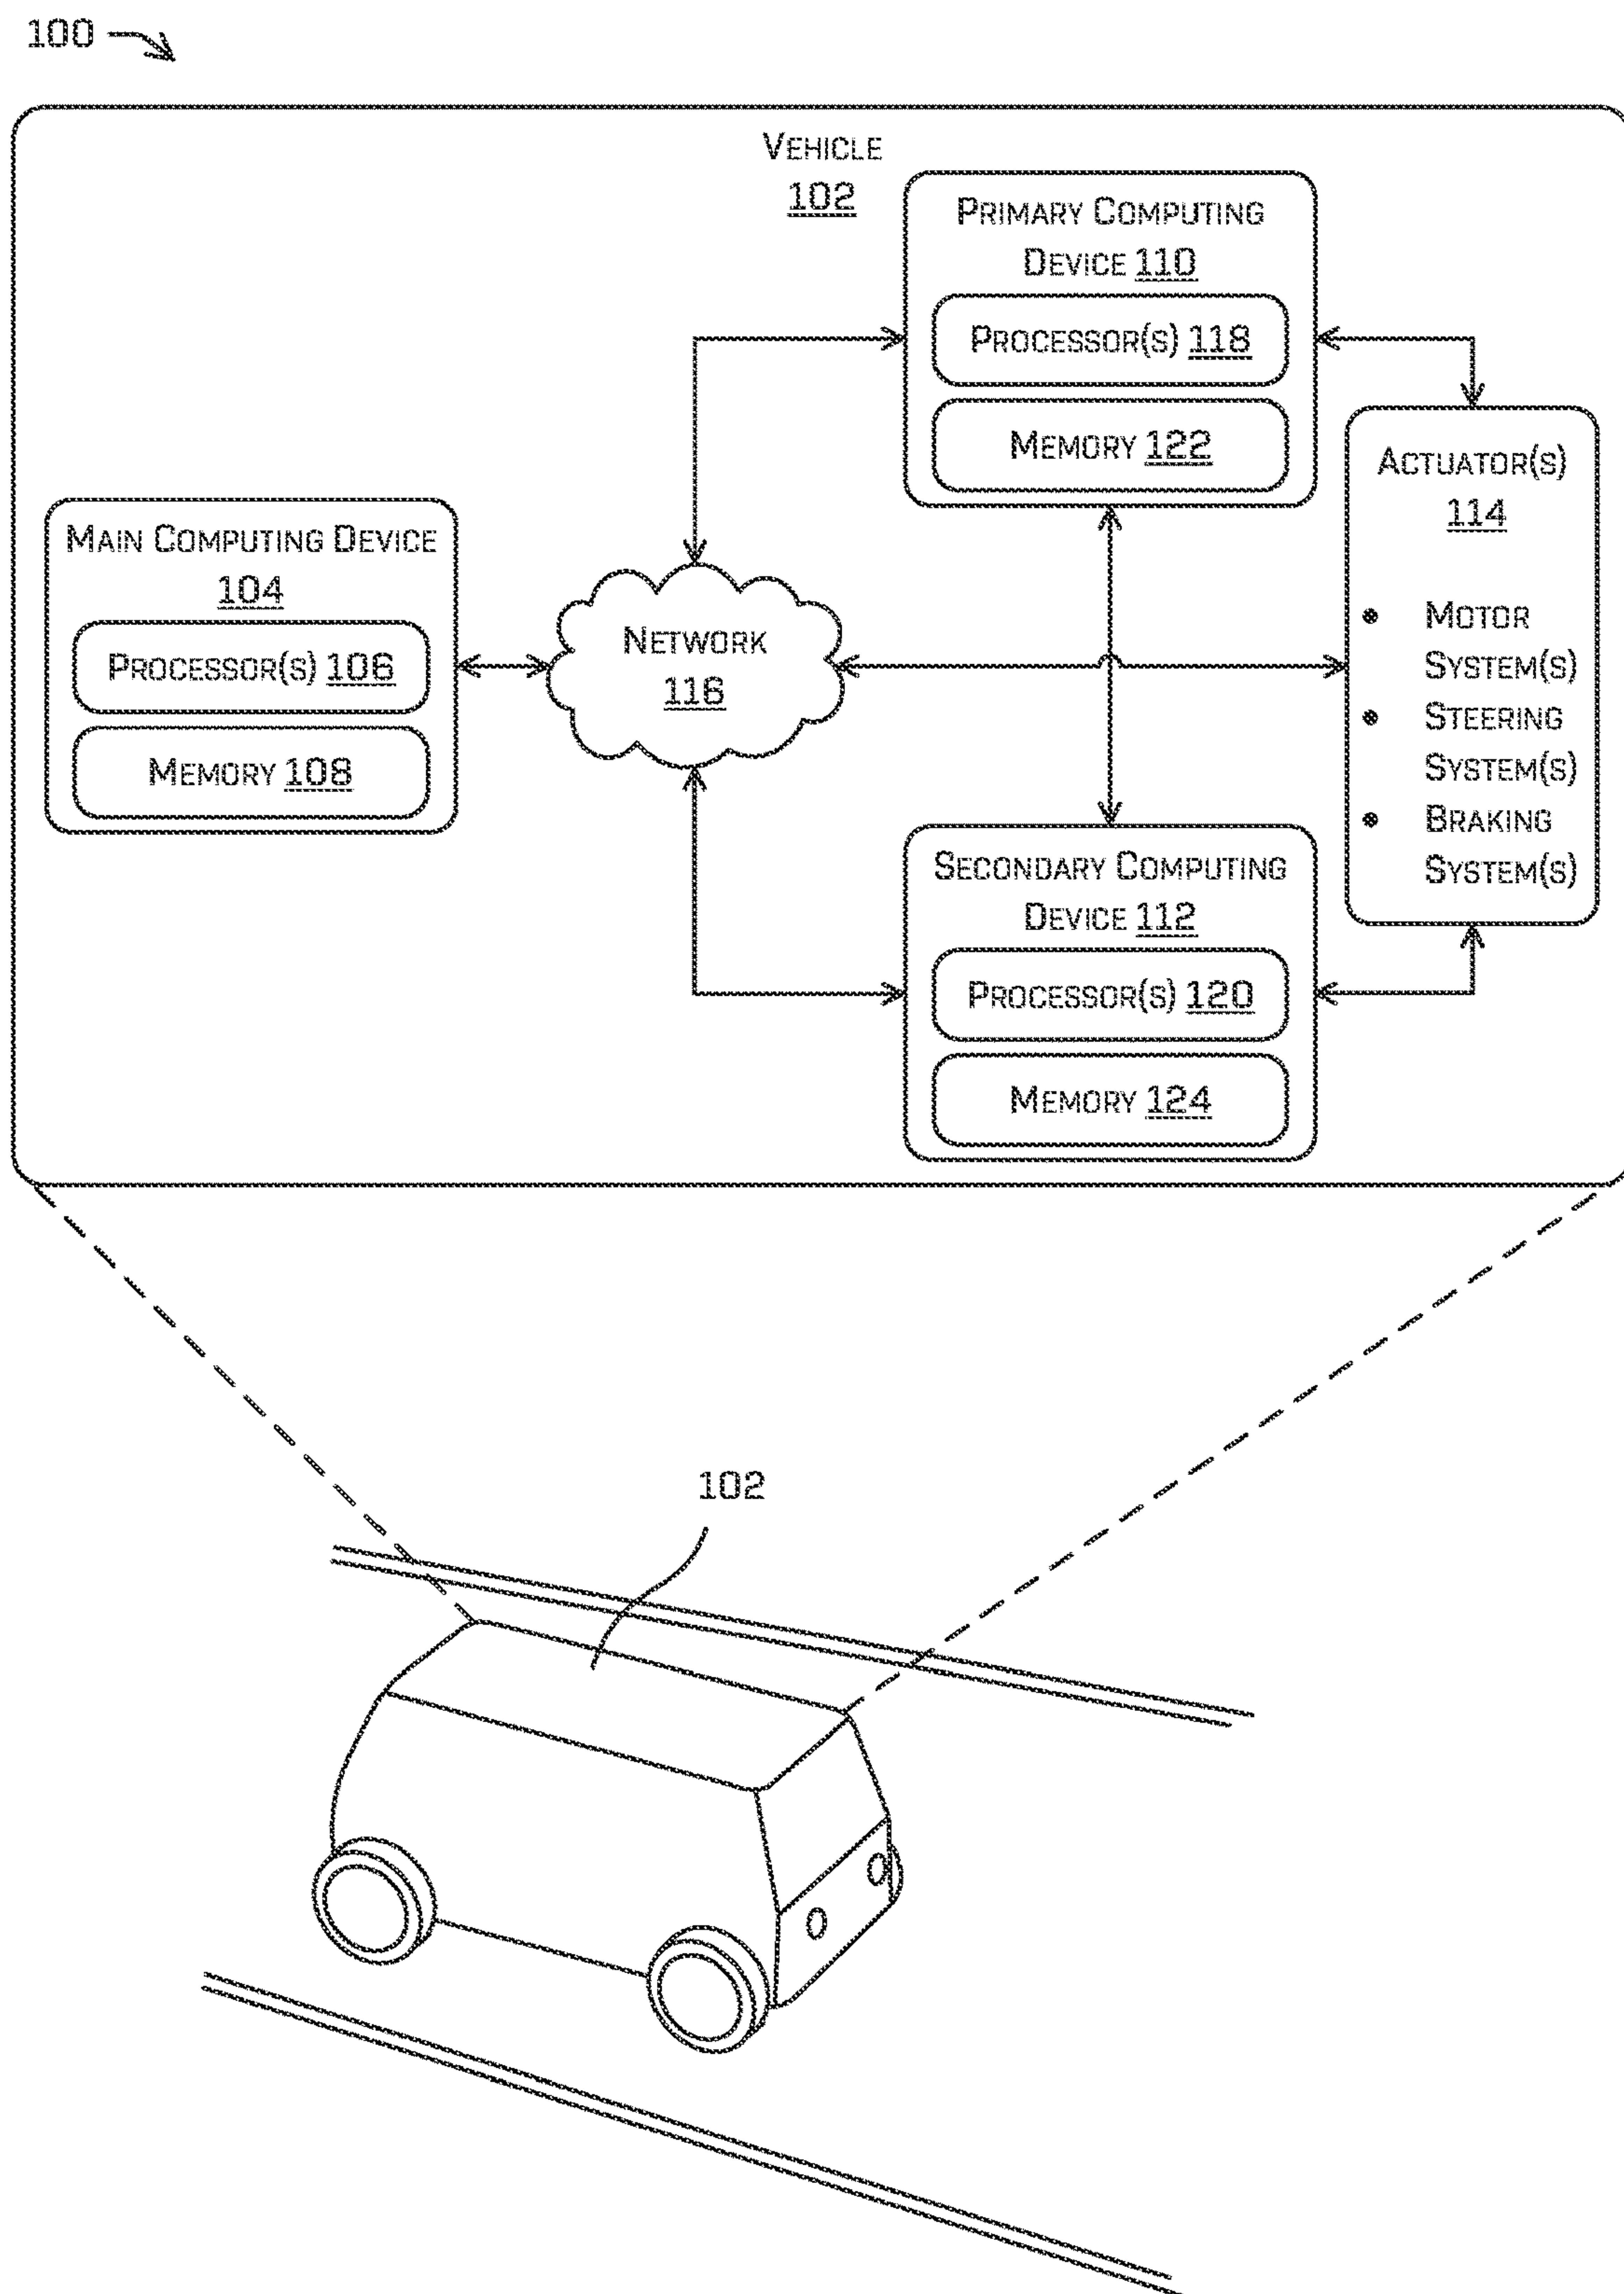 100
VEHICLE
102
PRIMARY COMPUTING
DEVICE 110
PROCESSOR(S) 118
MEMORY 122
MAIN COMPUTING DEVICE
104
PROCESSOR(S) 106
MEMORY 108
NETWORK
116
ACTUATOR(S)
114
• MOTOR
SYSTEM(S)
• STEERING
SYSTEM(S)
• BRAKING
SYSTEM(S)
SECONDARY COMPUTING
DEVICE 112
PROCESSOR(S) 120
MEMORY 124
102